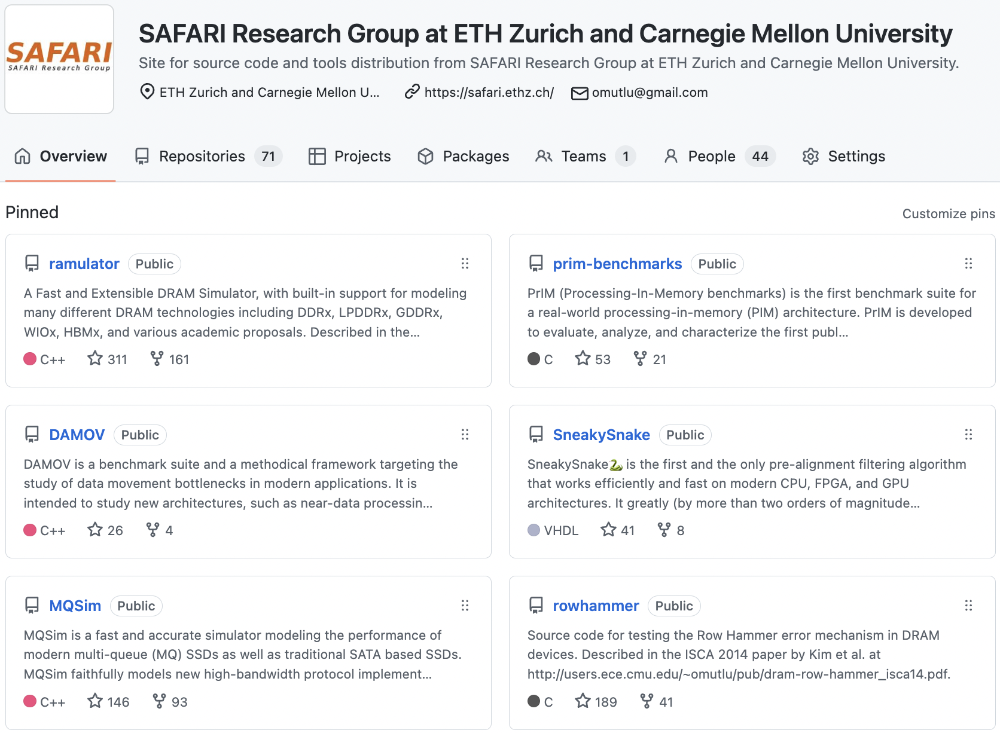 SAFARI
SAFARI Research Group
SAFARI Research Group at ETH Zurich and Carnegie Mellon University
Site for source code and tools distribution from SAFARI Research Group at ETH Zurich and Carnegie Mellon University.
ETH Zurich and Carnegie Mellon U... https://safari.ethz.ch/ omutlu@gmail.com
Overview Repositories 71 Projects Packages Teams 1 People 44 Settings
Pinned Customize pins
ramulator Public
A Fast and Extensible DRAM Simulator, with built-in support for modeling
many different DRAM technologies including DDRx, LPDDRx, GDDRx,
WIOx, HBMx, and various academic proposals. Described in the...
C++ 311 161
prim-benchmarks Public
PrIM (Processing-In-Memory benchmarks) is the first benchmark suite for
a real-world processing-in-memory (PIM) architecture. PrIM is developed
to evaluate, analyze, and characterize the first publ...
C 53 21
DAMOV Public
DAMOV is a benchmark suite and a methodical framework targeting the
study of data movement bottlenecks in modern applications. It is
intended to study new architectures, such as near-data processin...
C++ 26 4
SneakySnake Public
SneakySnake🐍 is the first and the only pre-alignment filtering algorithm
that works efficiently and fast on modern CPU, FPGA, and GPU
architectures. It greatly (by more than two orders of magnitude...
VHDL 41 8
MQSim Public
MQSim is a fast and accurate simulator modeling the performance of
modern multi-queue (MQ) SSDs as well as traditional SATA based SSDs.
MQSim faithfully models new high-bandwidth protocol implement...
C++ 146 93
rowhammer Public
Source code for testing the Row Hammer error mechanism in DRAM
devices. Described in the ISCA 2014 paper by Kim et al. at
http://users.ece.cmu.edu/~omutlu/pub/dram-row-hammer_isca14.pdf.
C 189 41